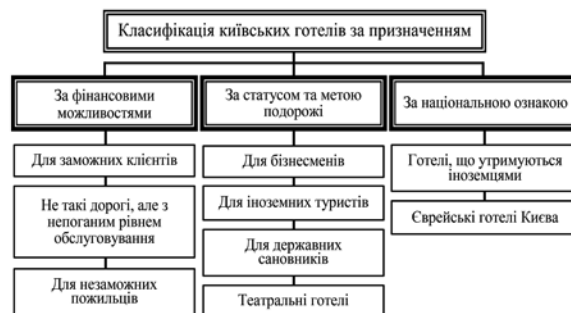 Класифікація київських готелів за призначенням
За фінансовими
можливостями
Для заможних клієнтів
Не такі дорогі, але з
непоганим рівнем
обслуговування
Для незаможних
пожильців
За статусом та метою
подорожі
Для бізнесменів
Для іноземних туристів
Для державних
сановників
Театральні готелі
За національною ознакою
Готелі, що утримуються
іноземцями
Єврейські готелі Києва